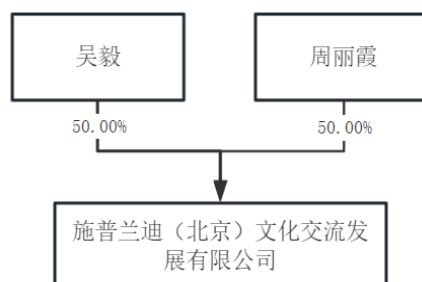 吴毅
周丽霞
50.00%
50.00%
施普兰迪（北京）文化交流发
展有限公司